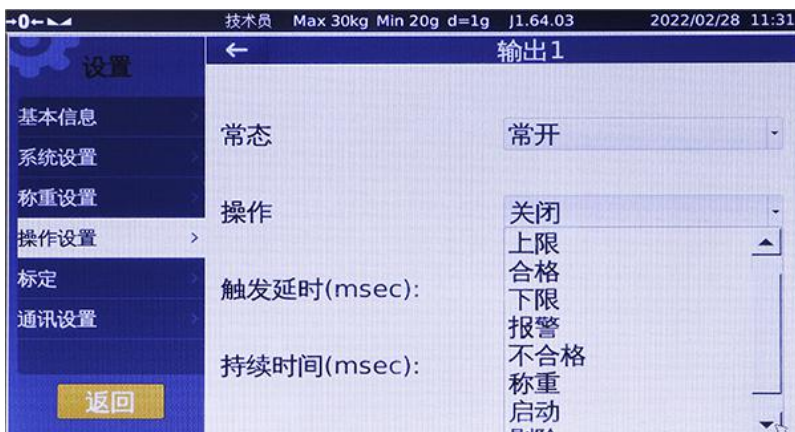 →0← 技术员 Max 30kg Min 20g d=1g J1.64.03 2022/02/28 11:31
设置
← 输出1
基本信息
系统设置
称重设置
操作设置 >
标定
通讯设置
返回
常态 常开
操作 关闭
上限
合格
下限
报警
不合格
称重
启动
触发延时(msec):
持续时间(msec):